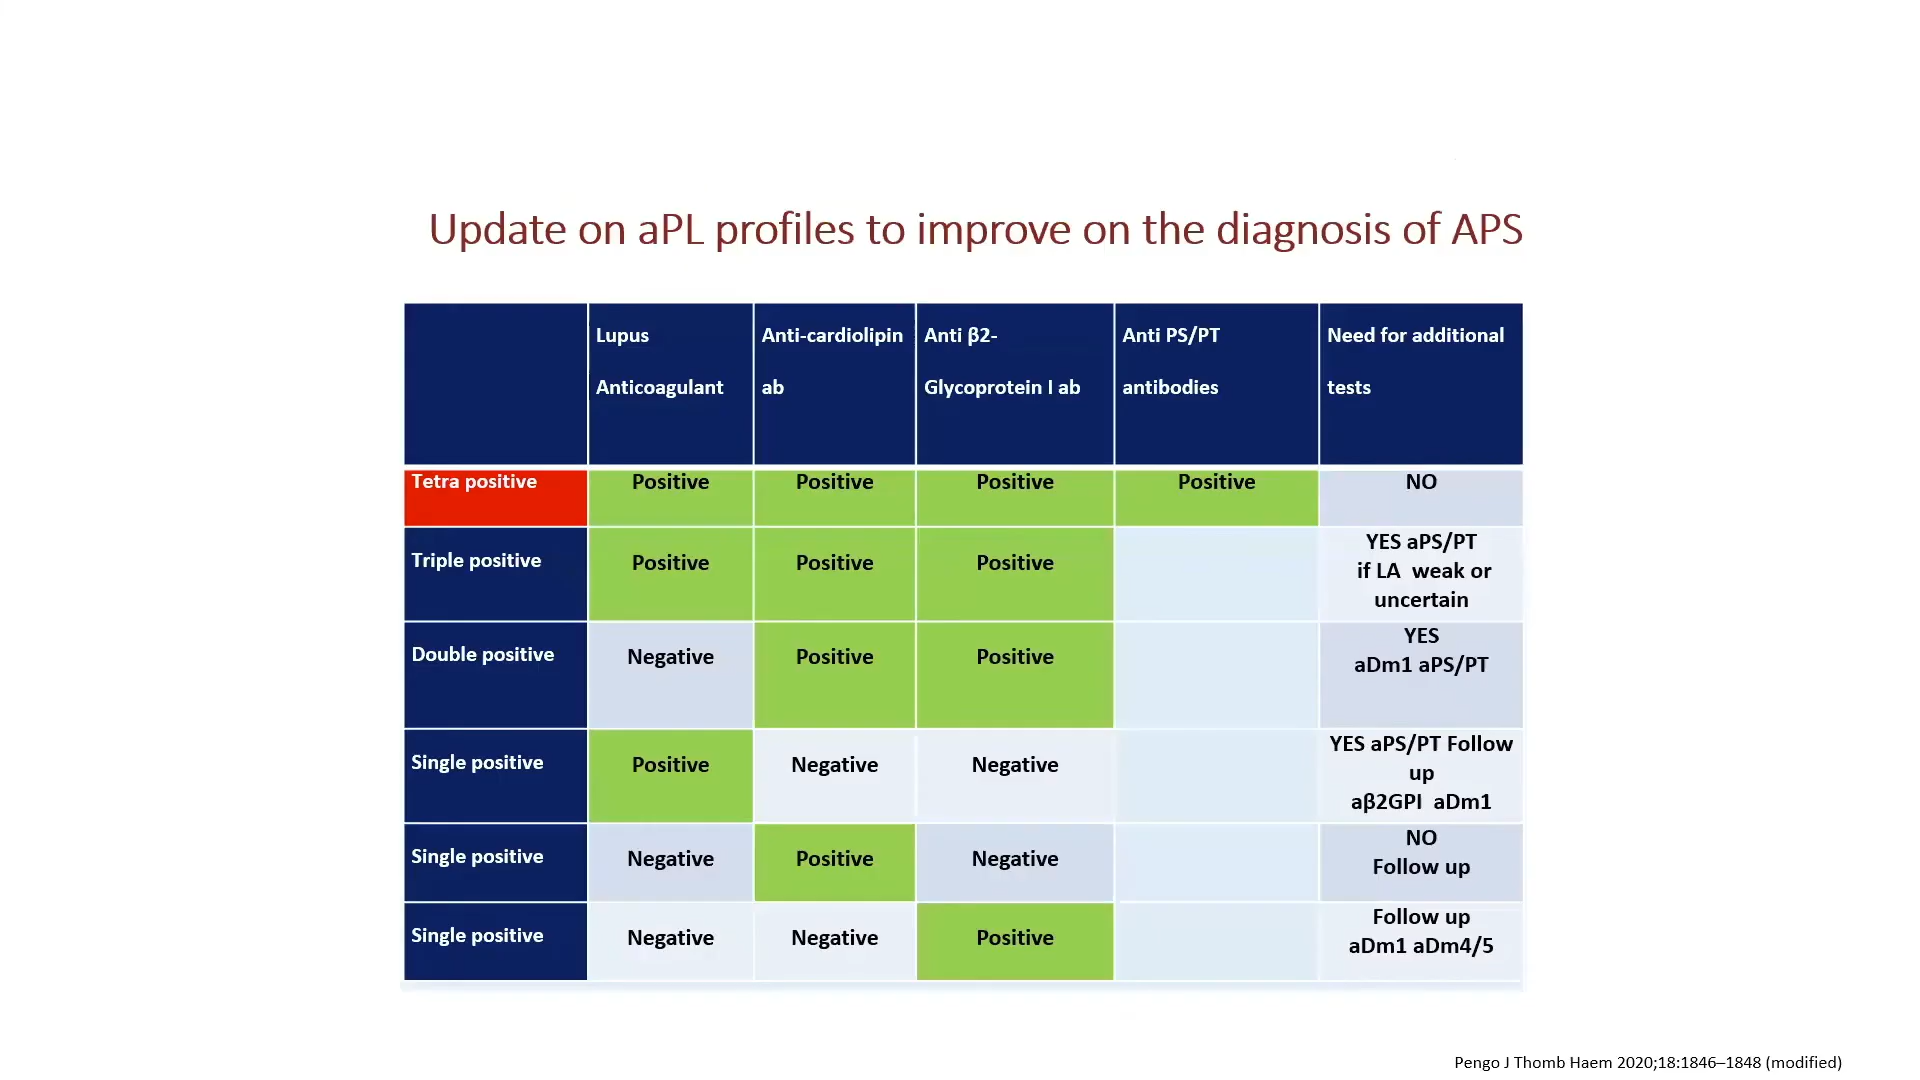 Update on aPL profiles to improve on the diagnosis of APS
Lupus
Anticoagulant
Anti-cardiolipin
ab
Anti β2-
Glycoprotein I ab
Anti PS/PT
antibodies
Need for additional
tests
Tetra positive
Positive
Positive
Positive
Positive
NO
Triple positive
Positive
Positive
Positive
YES aPS/PT
if LA weak or
uncertain
Double positive
Negative
Positive
Positive
YES
aDm1 aPS/PT
Single positive
Positive
Negative
Negative
YES aPS/PT Follow
up
aβ2GPI aDm1
Single positive
Negative
Positive
Negative
NO
Follow up
Single positive
Negative
Negative
Positive
Follow up
aDm1 aDm4/5
Pengo J Thomb Haem 2020;18:1846–1848 (modified)